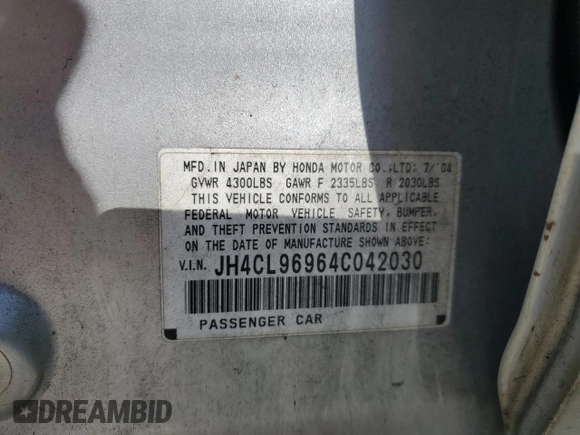 MFD. IN JAPAN BY HONDA MOTOR CO.,LTD: 7/'04
GVWR 4300LBS GAWR F 2335LBS R 2030LBS
THIS VEHICLE CONFORMS TO ALL APPLICABLE
FEDERAL MOTOR VEHICLE SAFETY, BUMPER,
AND THEFT PREVENTION STANDARDS IN EFFECT
ON THE DATE OF MANUFACTURE SHOWN ABOVE:
V.I.N. JH4CL96964C042030
PASSENGER CAR
DREAMBID